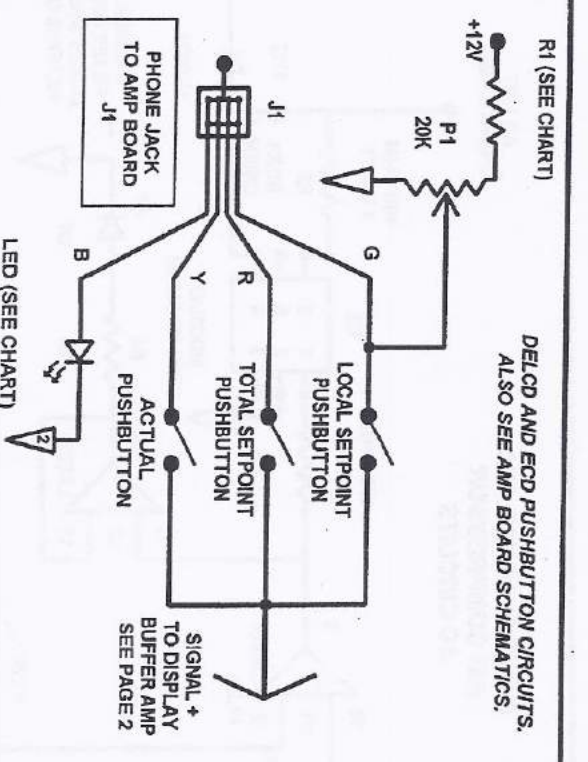 DELCD AND ECD PUSHBUTTON CIRCUITS.
ALSO SEE AMP BOARD SCHEMATICS.
R1 (SEE CHART)
+12V
P1
20K
J1
PHONE JACK
TO AMP BOARD
J1
G
R
Y
B
LOCAL SETPOINT
PUSHBUTTON
TOTAL SETPOINT
PUSHBUTTON
ACTUAL
PUSHBUTTON
SIGNAL +
TO DISPLAY
BUFFER AMP
SEE PAGE 2
LED (SEE CHART)
2